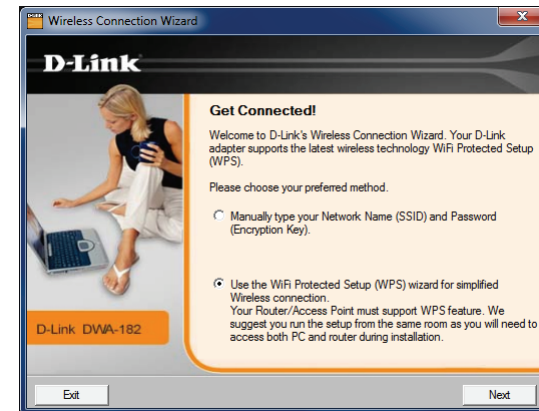 Wireless Connection Wizard
D-Link
Get Connected!
Welcome to D-Link's Wireless Connection Wizard. Your D-Link
adapter supports the latest wireless technology WiFi Protected Setup
(WPS).
Please choose your preferred method.
Manually type your Network Name (SSID) and Password
(Encryption Key).
Use the WiFi Protected Setup (WPS) wizard for simplified
Wireless connection.
Your Router/Access Point must support WPS feature. We
suggest you run the setup from the same room as you will need to
access both PC and router during installation.
D-Link DWA-182
Exit
Next